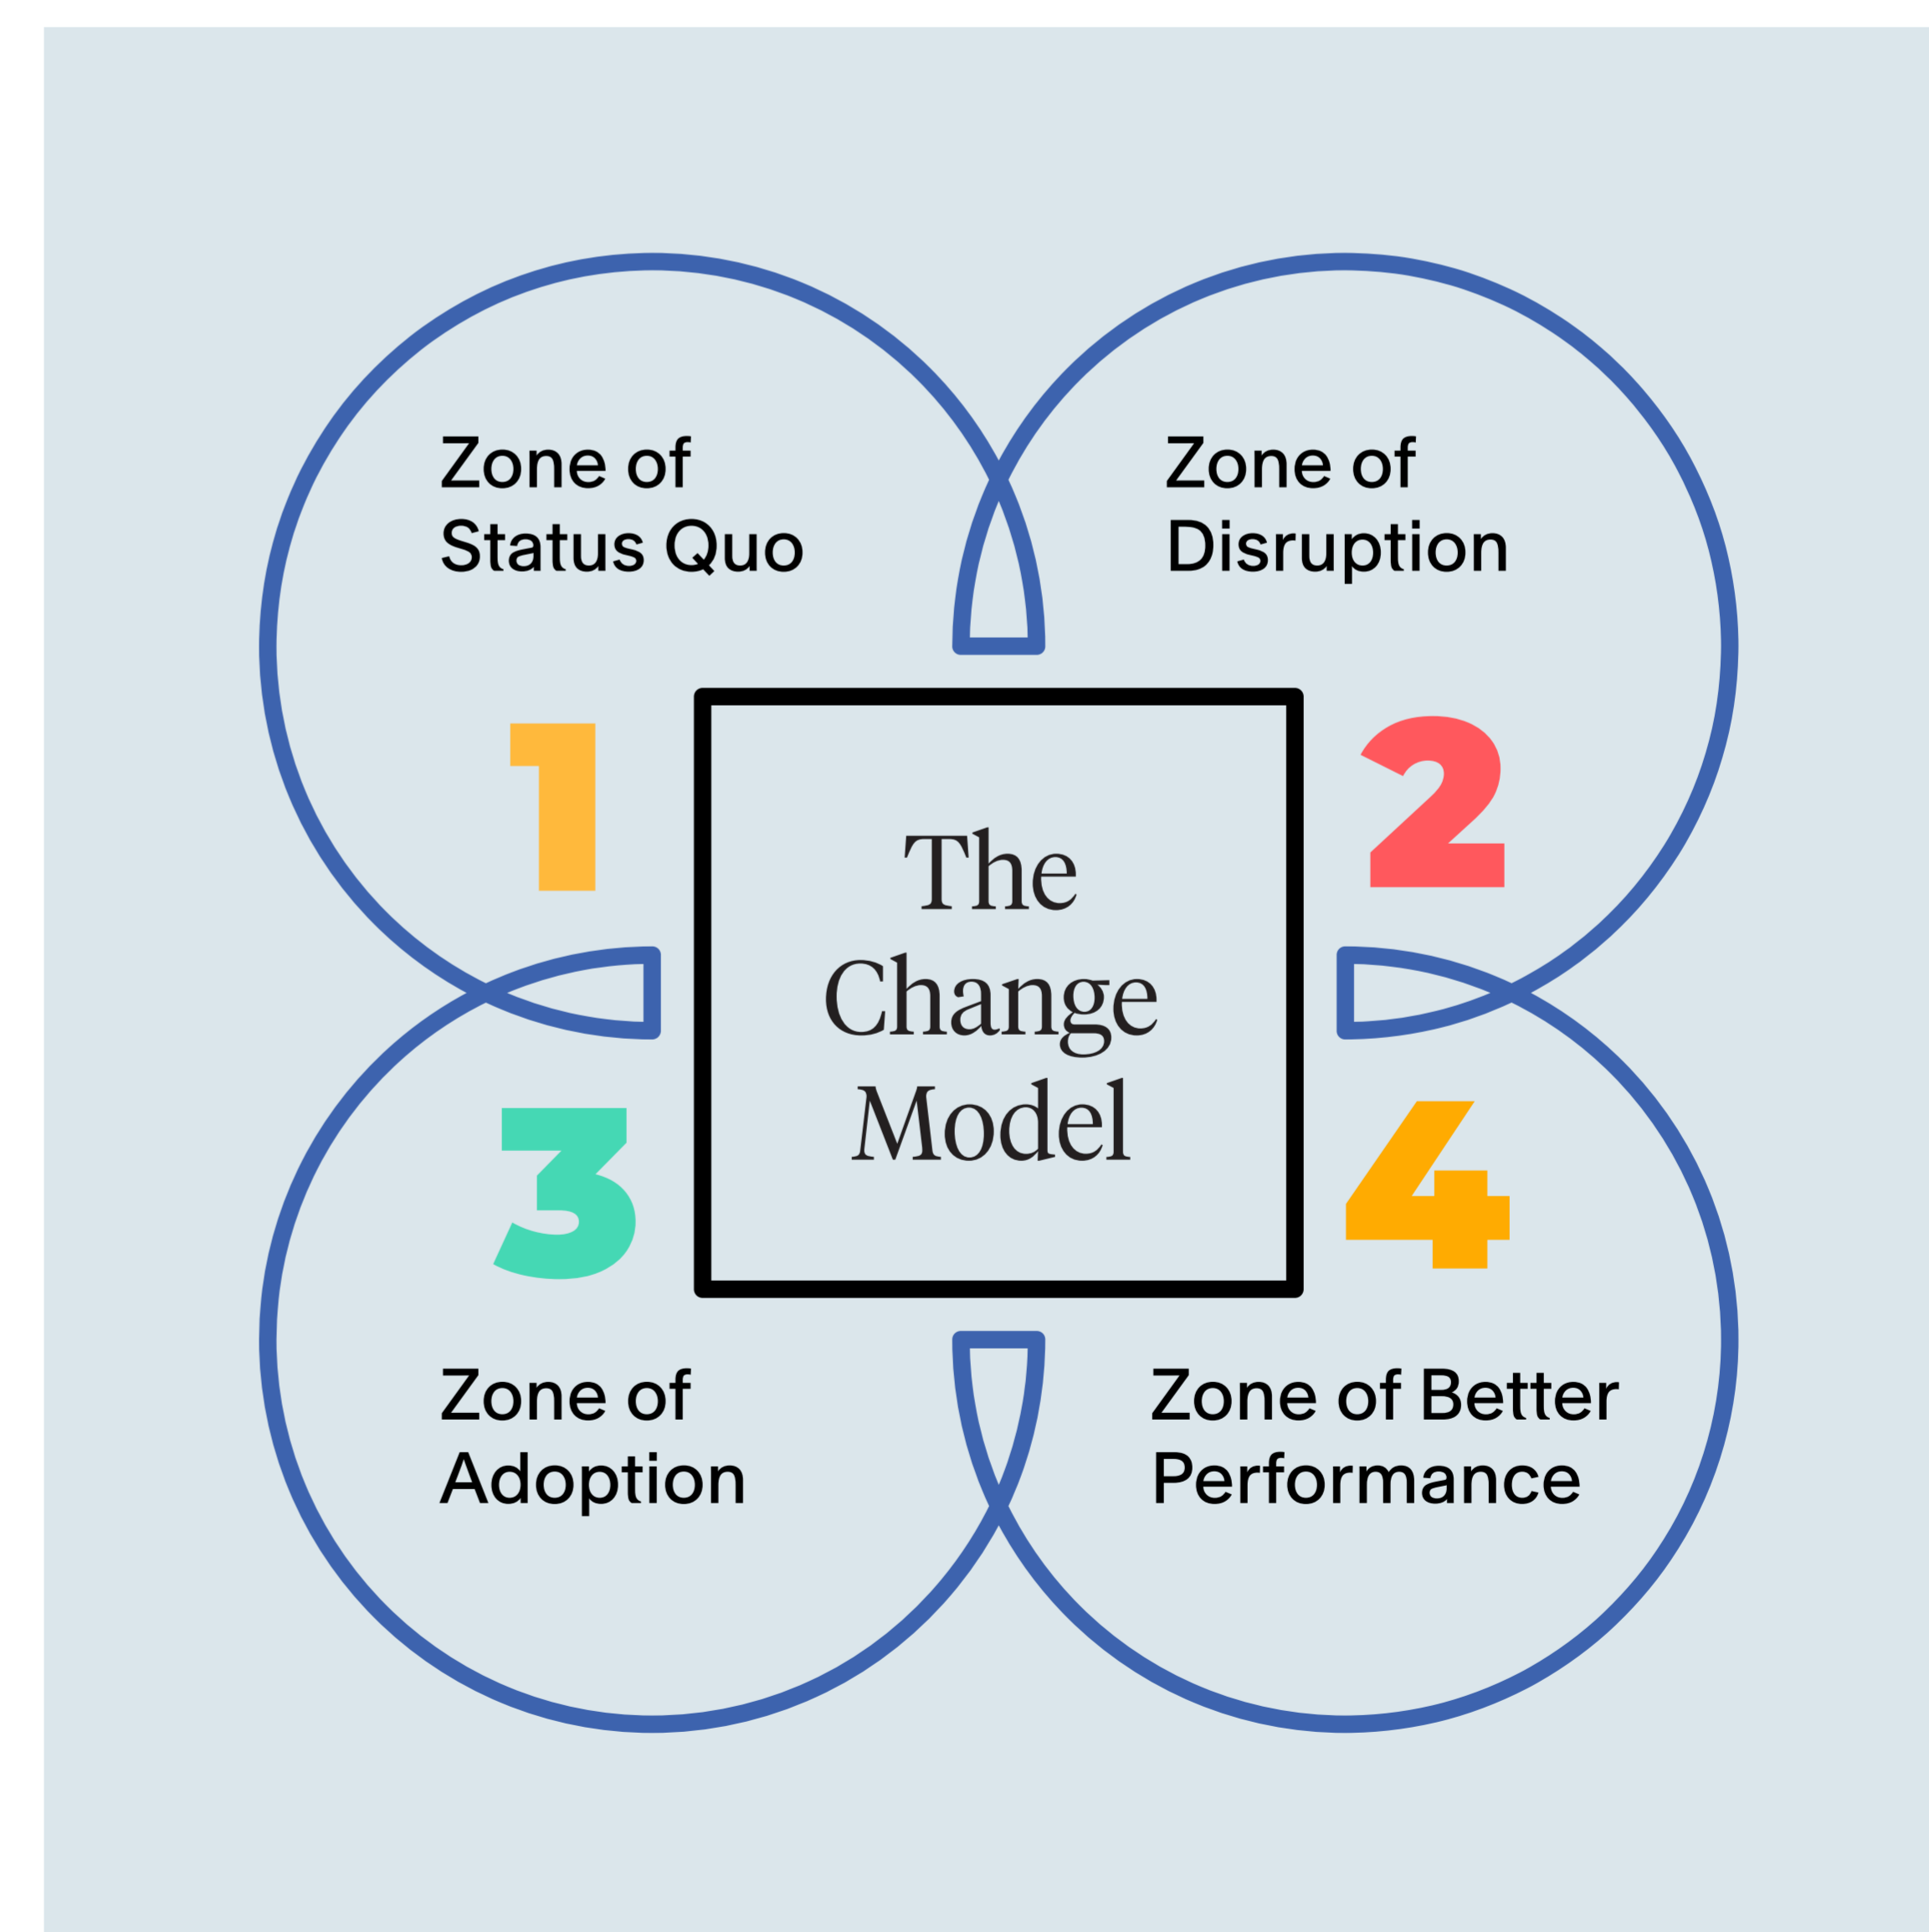 Zone of
Status Quo
1
Zone of
Disruption
2
The
Change
Model
3
Zone of
Adoption
4
Zone of Better
Performance